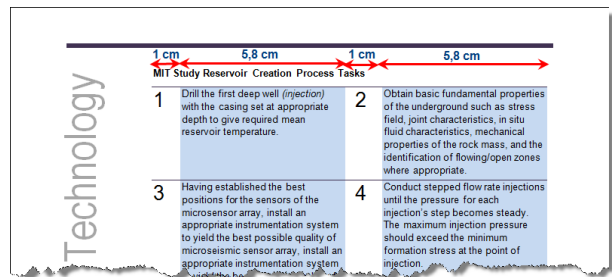 Technology
1 cm 5,8 cm 1 cm 5,8 cm
MIT Study Reservoir Creation Process Tasks
1
Drill the first deep well (injection)
with the casing set at appropriate
depth to give required mean
reservoir temperature.
2
Obtain basic fundamental properties
of the underground such as stress
field, joint characteristics, in situ
fluid characteristics, mechanical
properties of the rock mass, and the
identification of flowing/open zones
where appropriate.
3
Having established the best
positions for the sensors of the
microsensor array, install an
appropriate instrumentation system
to yield the best possible quality of
microseismic sensor array, install an
appropriate instrumentation system
4
Conduct stepped flow rate injections
until the pressure for each
injection's step becomes steady.
The maximum injection pressure
should exceed the minimum
formation stress at the point of
injection.